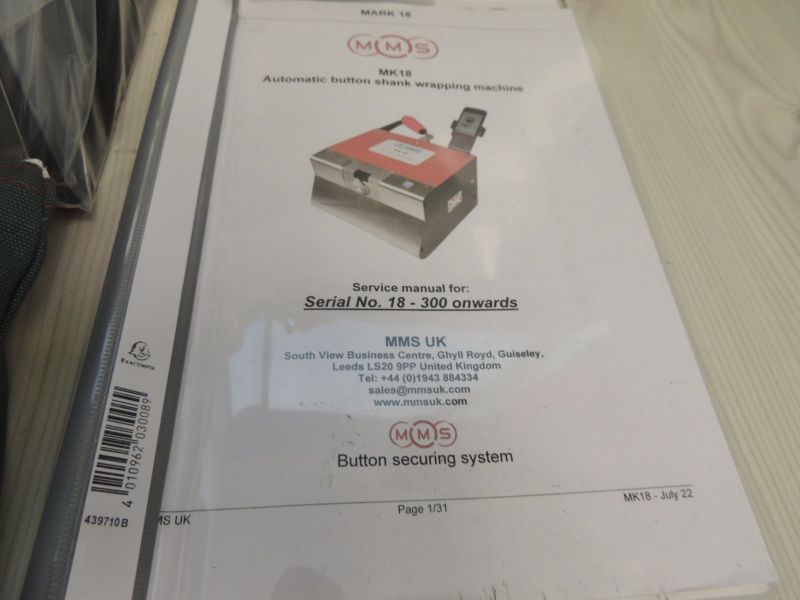 MARK 18
MMS
MK18
Automatic button shank wrapping machine
Service manual for:
Serial No. 18 - 300 onwards
MMS UK
South View Business Centre, Ghyll Royd, Guiseley,
Leeds LS20 9PP United Kingdom
Tel: +44 (0)1943 884334
sales@mmsuk.com
www.mmsuk.com
MMS
Button securing system
MS UK
Page 1/31
MK18 - July 22
EXACOMPTA
4 010962 030089
439710B